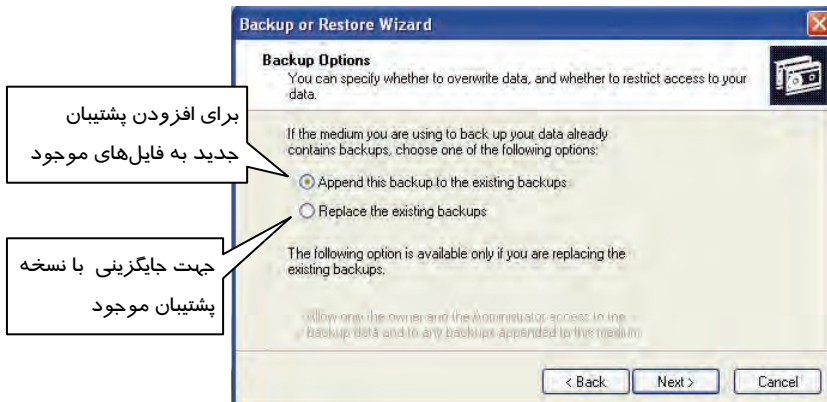 Backup or Restore Wizard
Backup Options
You can specify whether to overwrite data, and whether to restrict access to your
data.
برای افزودن پشتیبان
جدید به فایل‌های موجود
If the medium you are using to back up your data already
contains backups, choose one of the following options:
Append this backup to the existing backups
Replace the existing backups
جهت جایگزینی با نسخه
پشتیبان موجود
The following option is available only if you are replacing the
existing backups.
Allow only the owner and the Administrator access to the
backup data and to any backups appended to this medium
< Back
Next >
Cancel